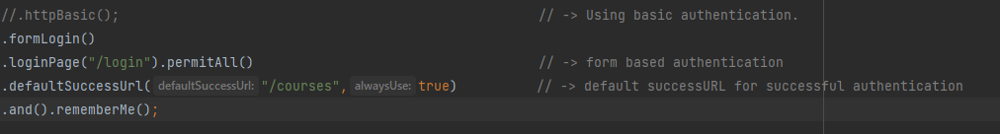 //.httpBasic(); // -> Using basic authentication.
.formLogin()
.loginPage("/login").permitAll() // -> form based authentication
.defaultSuccessUrl( defaultSuccessUrl: "/courses", alwaysUse: true) // -> default successURL for successful authentication
.and().rememberMe();